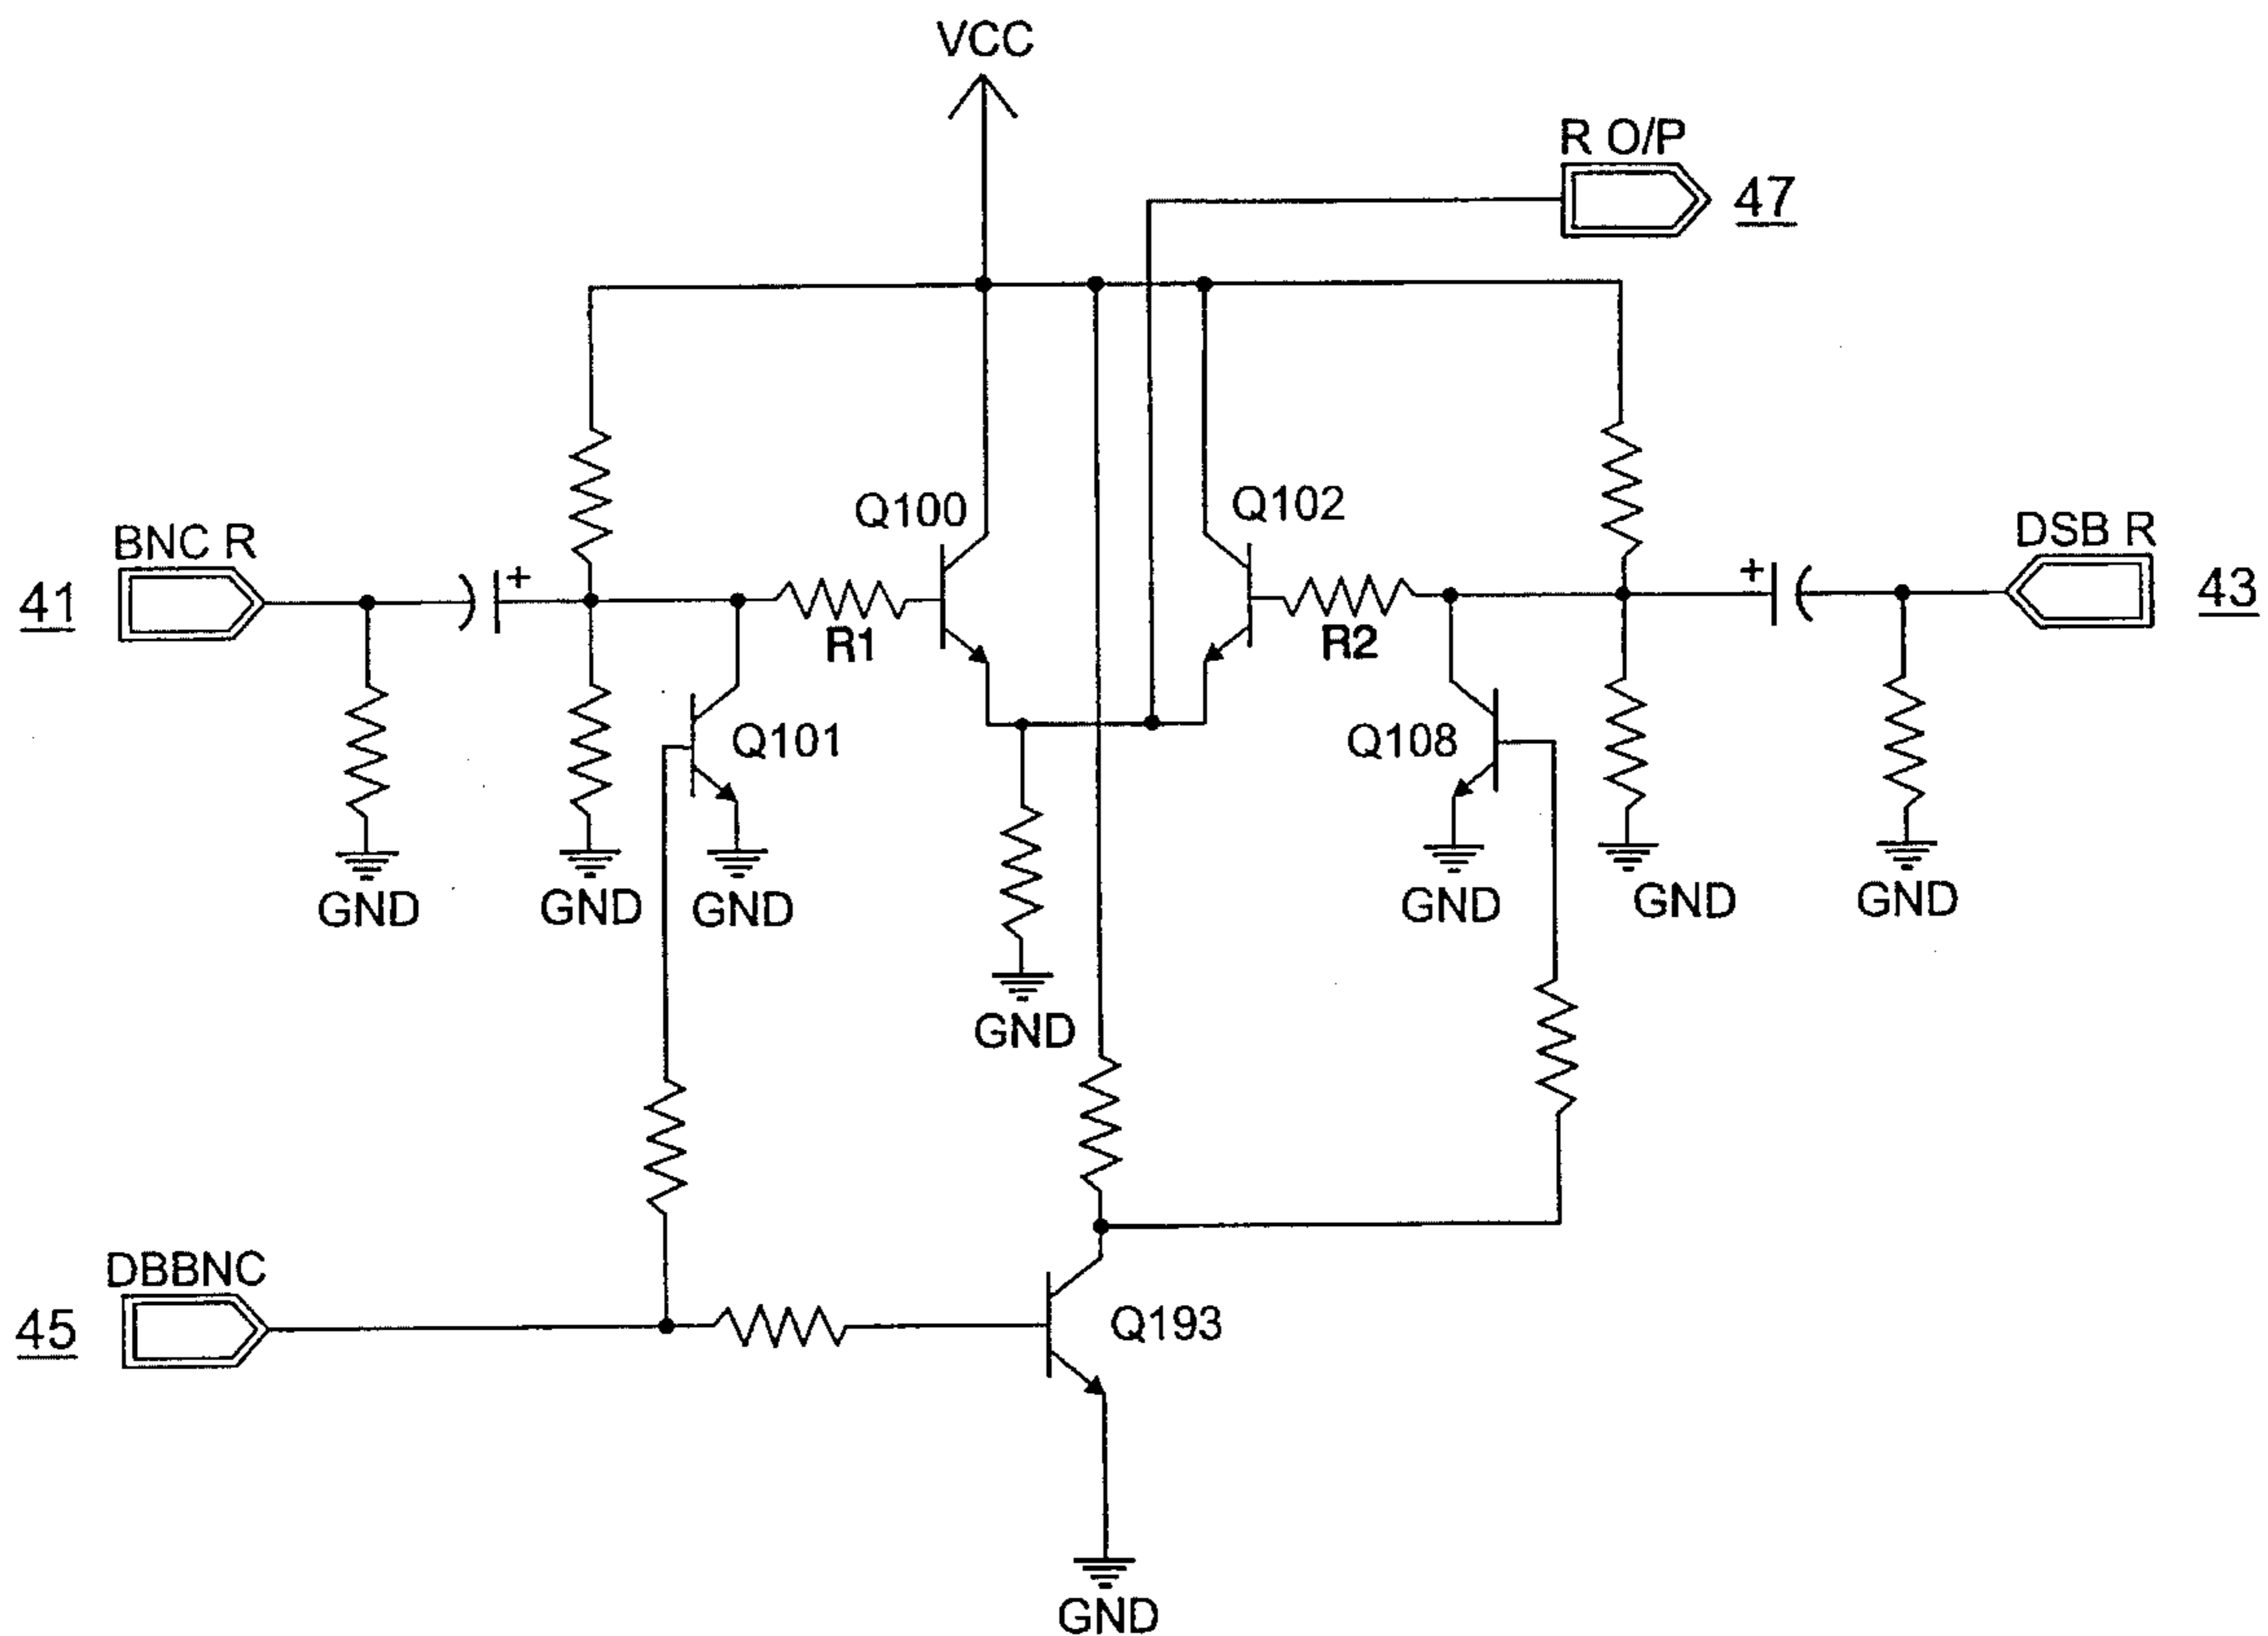 VCC
R O/P
47
Q100
Q102
BNC R
DSB R
41
43
R1
R2
Q101
Q108
GND
GND
GND
GND
GND
GND
GND
DBBNC
45
Q193
GND